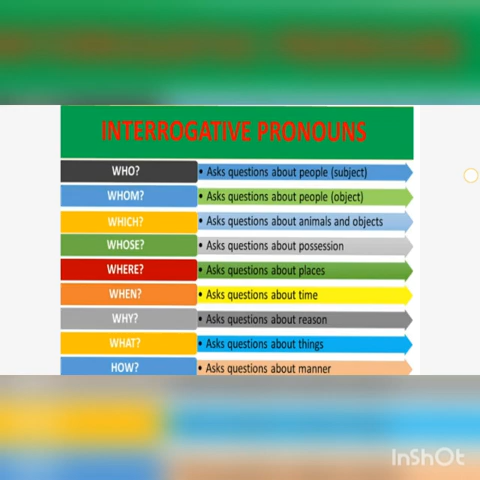 INTERROGATIVE PRONOUNS
WHO? • Asks questions about people (subject)
WHOM? • Asks questions about people (object)
WHICH? • Asks questions about animals and objects
WHOSE? • Asks questions about possession
WHERE? • Asks questions about places
WHEN? • Asks questions about time
WHY? • Asks questions about reason
WHAT? • Asks questions about things
HOW? • Asks questions about manner
InShOt